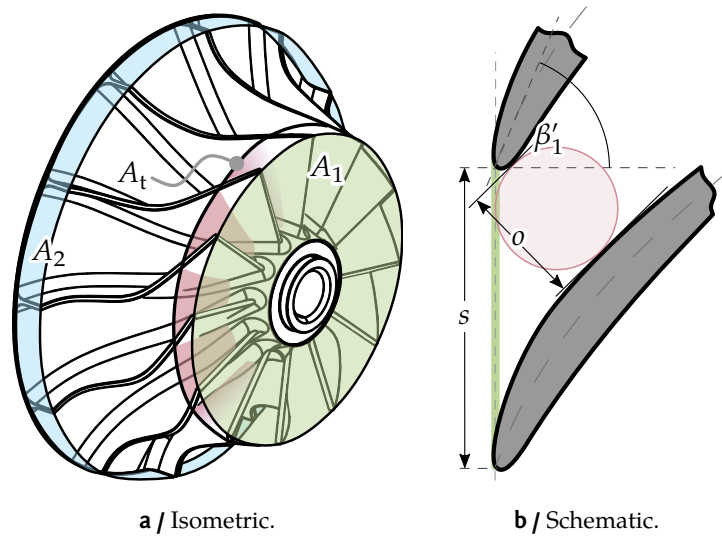 A_t
A_1
A_2
β′_1
o
s
a / Isometric.
b / Schematic.